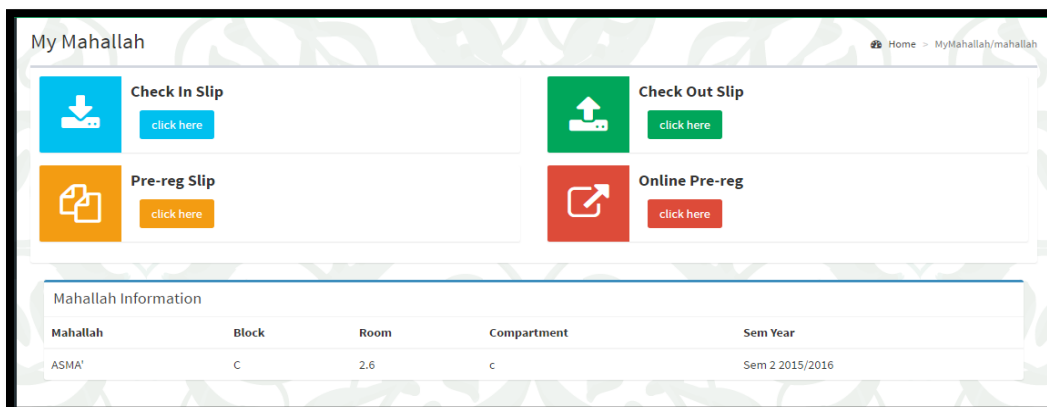 My Mahallah
Home > MyMahallah/mahallah
Check In Slip
click here
Check Out Slip
click here
Pre-reg Slip
click here
Online Pre-reg
click here
Mahallah Information
Mahallah Block Room Compartment Sem Year
ASMA' C 2.6 c Sem 2 2015/2016